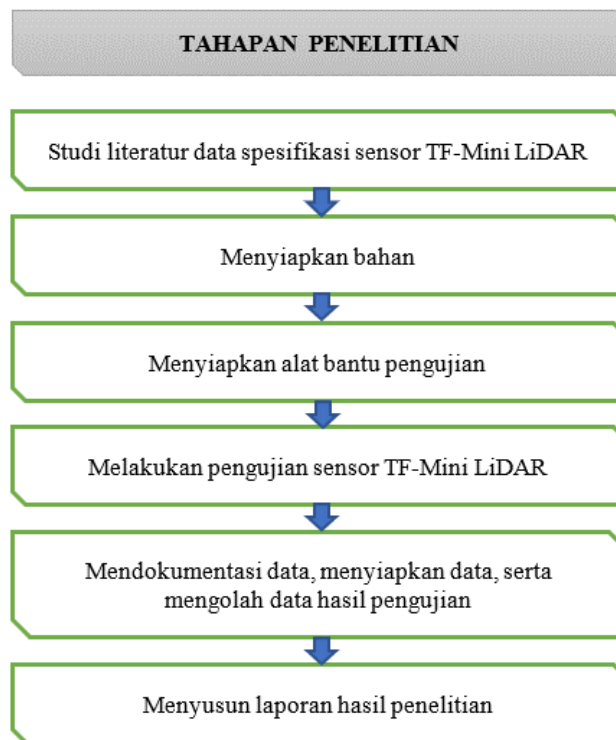 TAHAPAN PENELITIAN
Studi literatur data spesifikasi sensor TF-Mini LiDAR
Menyiapkan bahan
Menyiapkan alat bantu pengujian
Melakukan pengujian sensor TF-Mini LiDAR
Mendokumentasi data, menyiapkan data, serta
mengolah data hasil pengujian
Menyusun laporan hasil penelitian